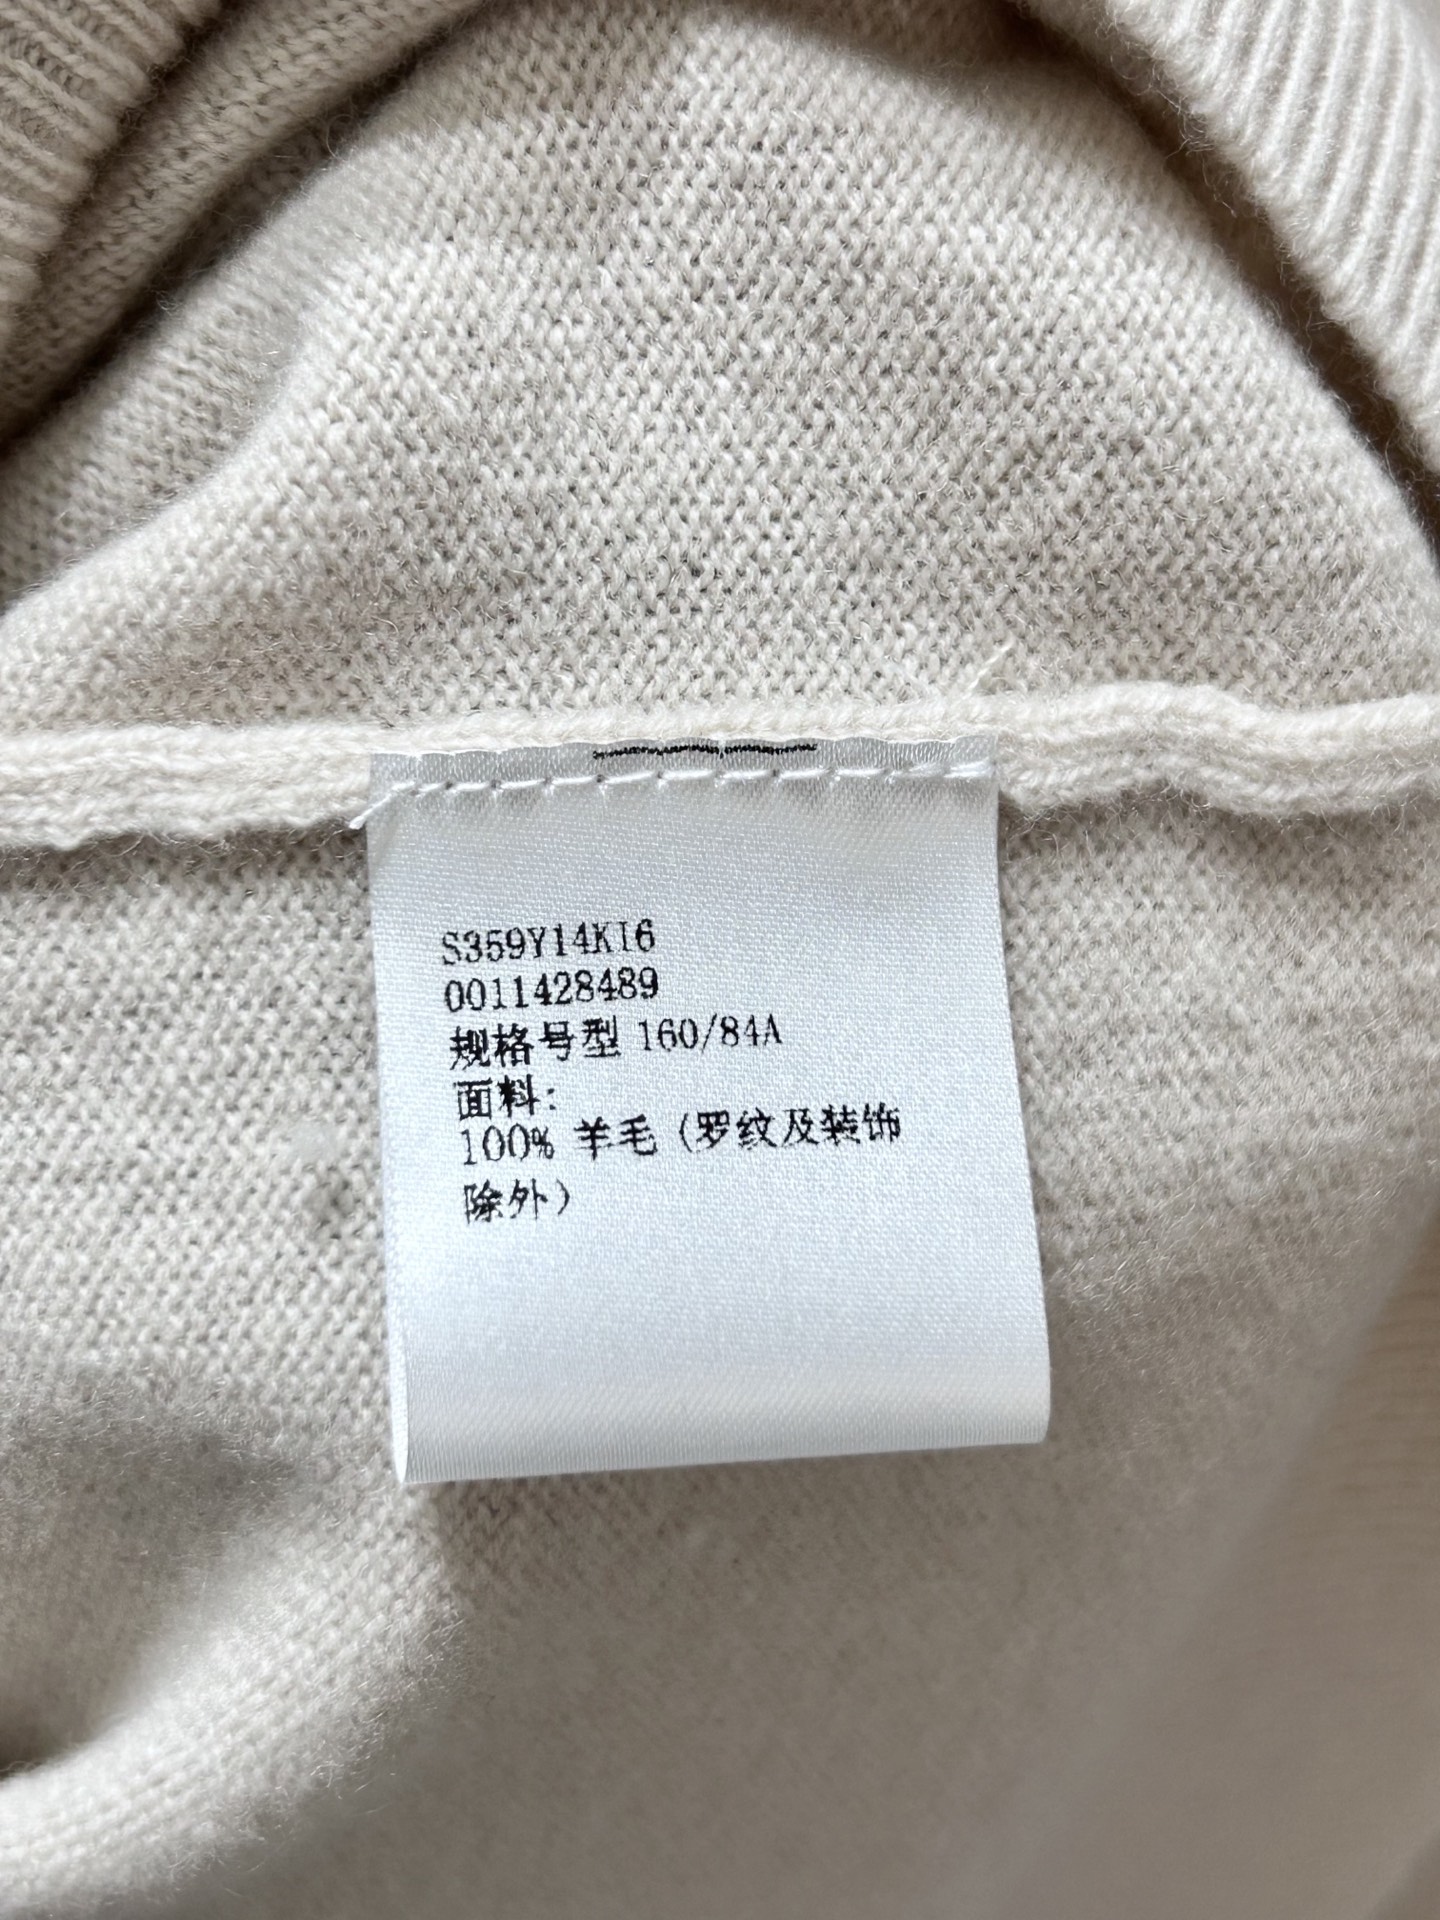 S359Y14KI6
0011428489
规格号型 160/84A
面料:
100% 羊毛 (罗纹及装饰
除外)